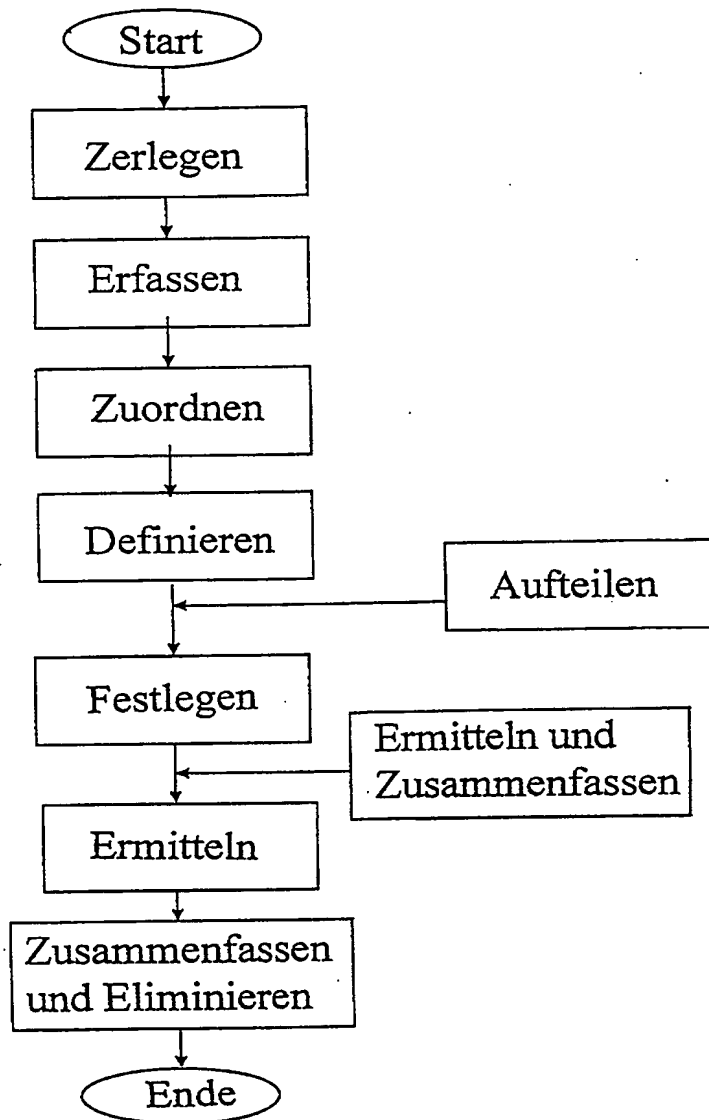 Start
Zerlegen
Erfassen
Zuordnen
Definieren
Aufteilen
Festlegen
Ermitteln und
Zusammenfassen
Ermitteln
Zusammenfassen
und Eliminieren
Ende